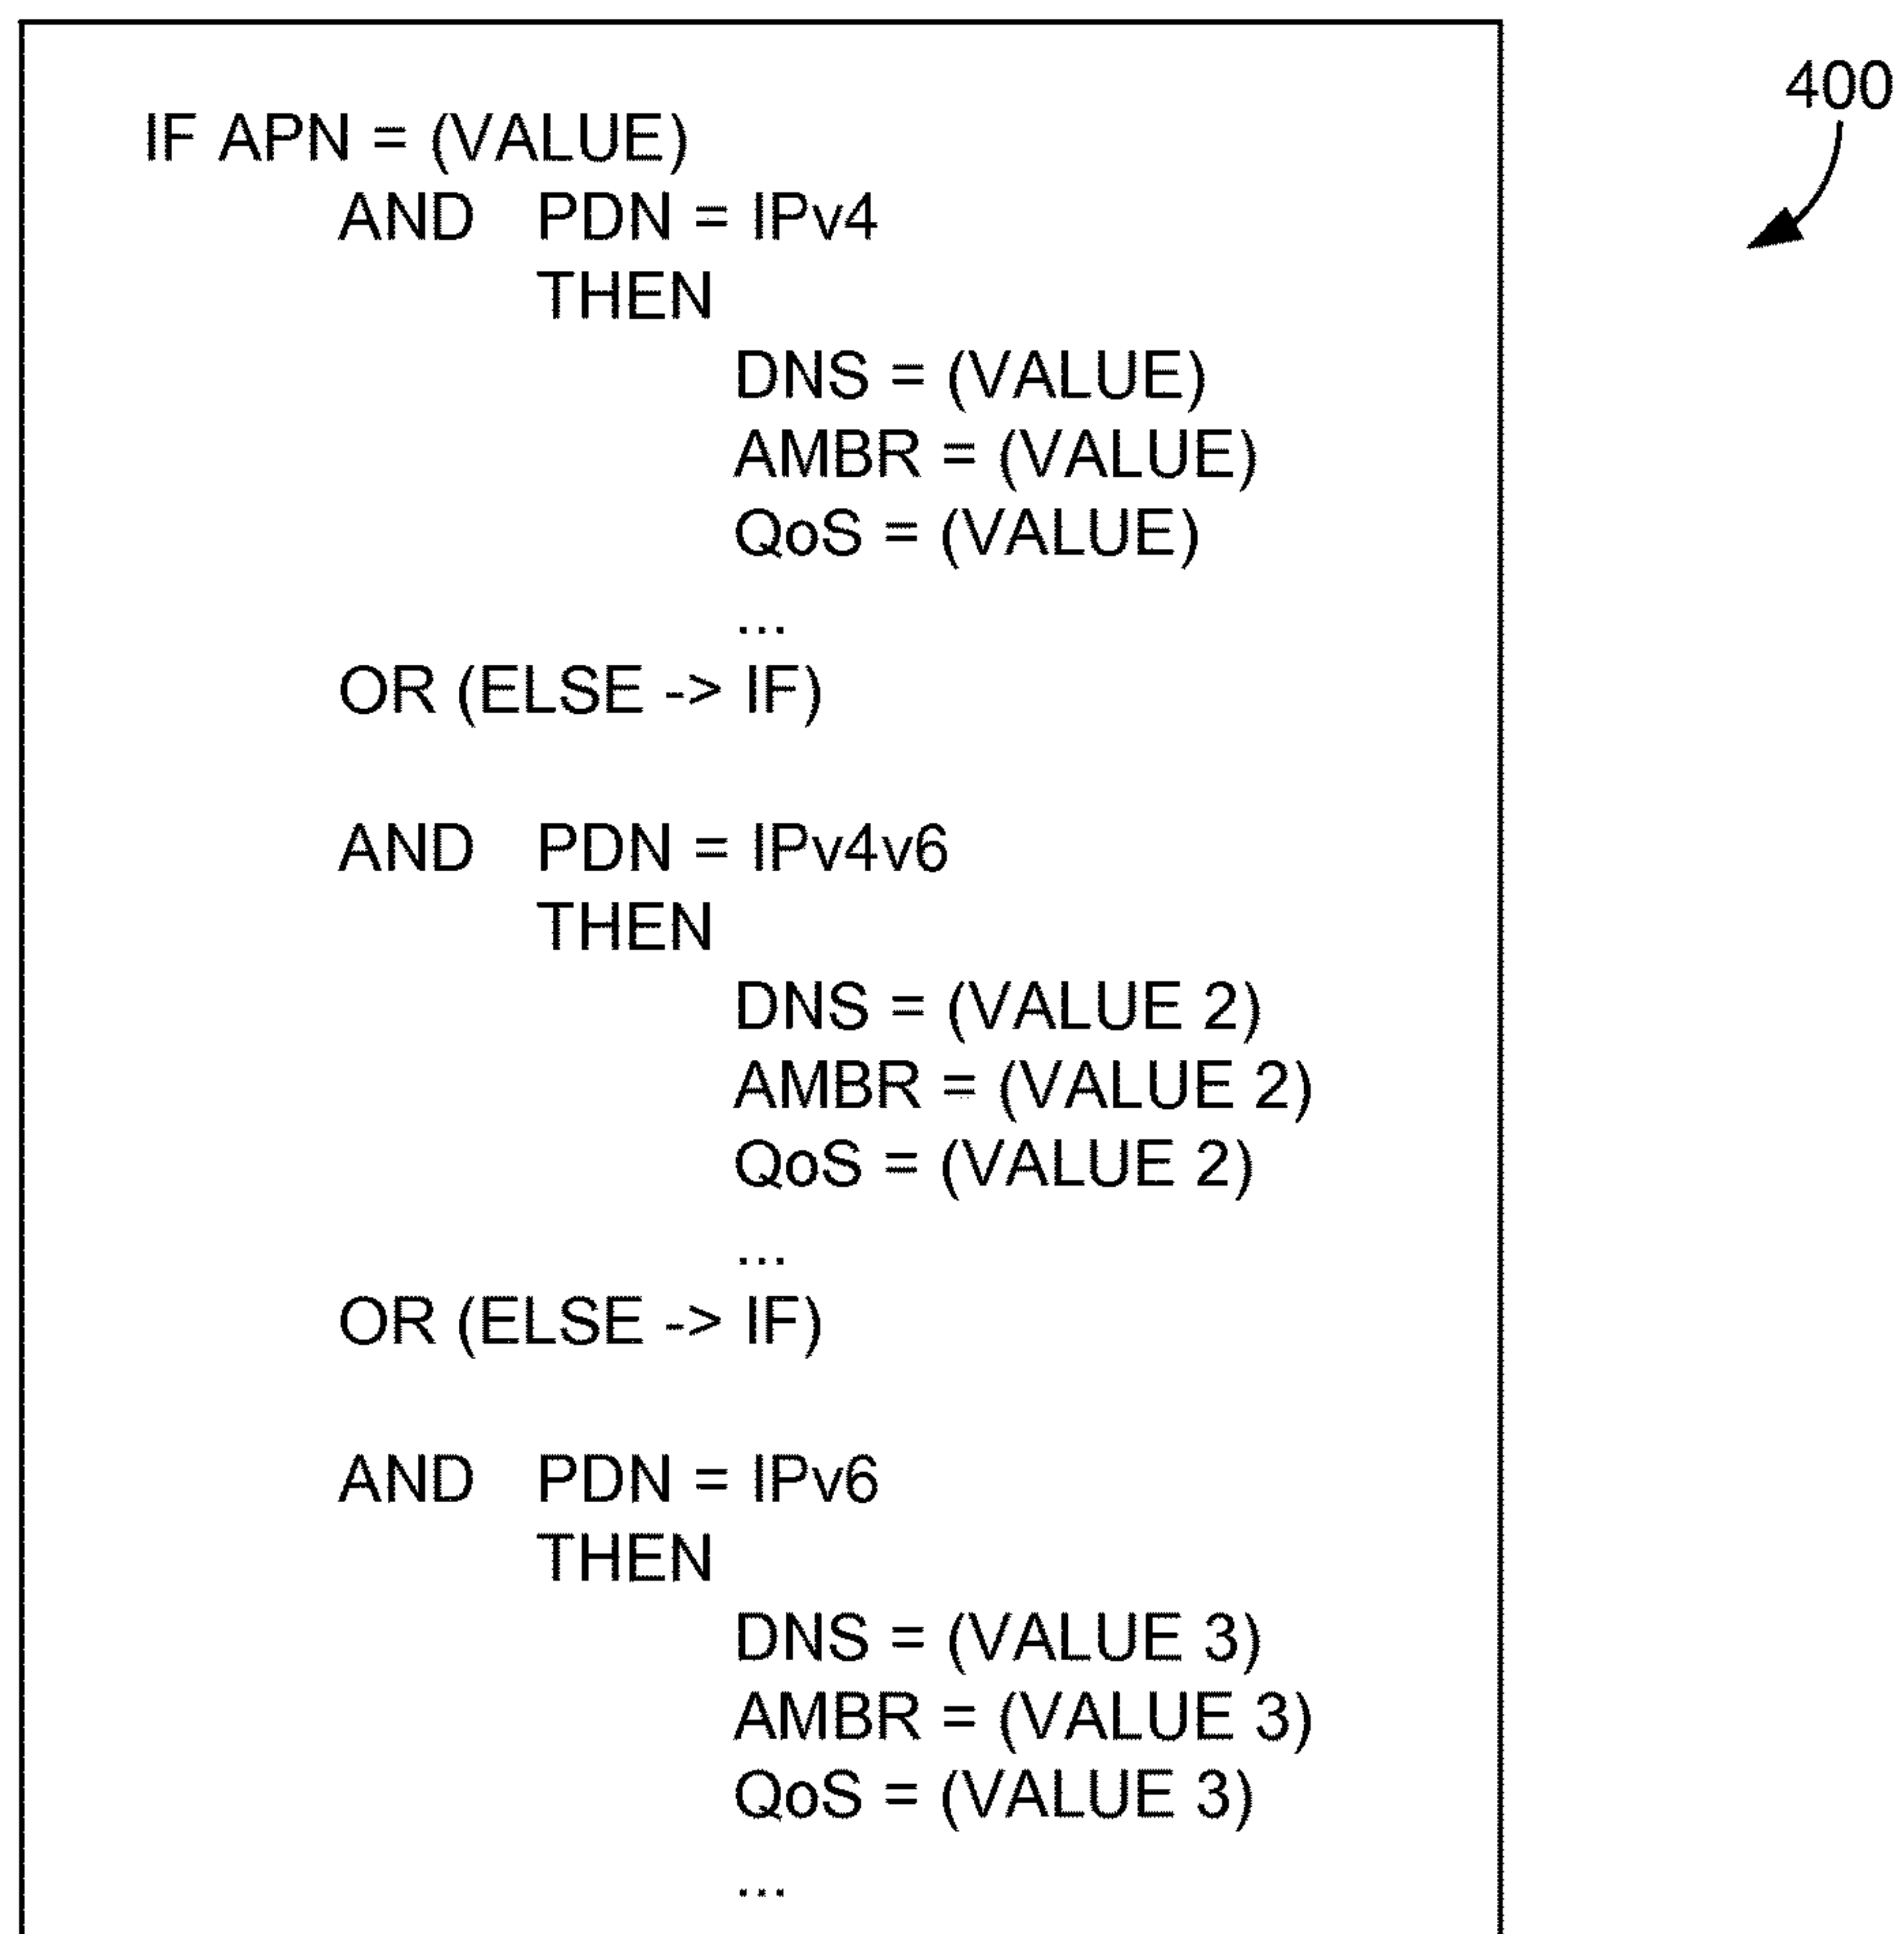 400
IF APN = (VALUE)
AND PDN = IPv4
THEN
DNS = (VALUE)
AMBR = (VALUE)
QoS = (VALUE)
...
OR (ELSE -> IF)
AND PDN = IPv4v6
THEN
DNS = (VALUE 2)
AMBR = (VALUE 2)
QoS = (VALUE 2)
...
OR (ELSE -> IF)
AND PDN = IPv6
THEN
DNS = (VALUE 3)
AMBR = (VALUE 3)
QoS = (VALUE 3)
...